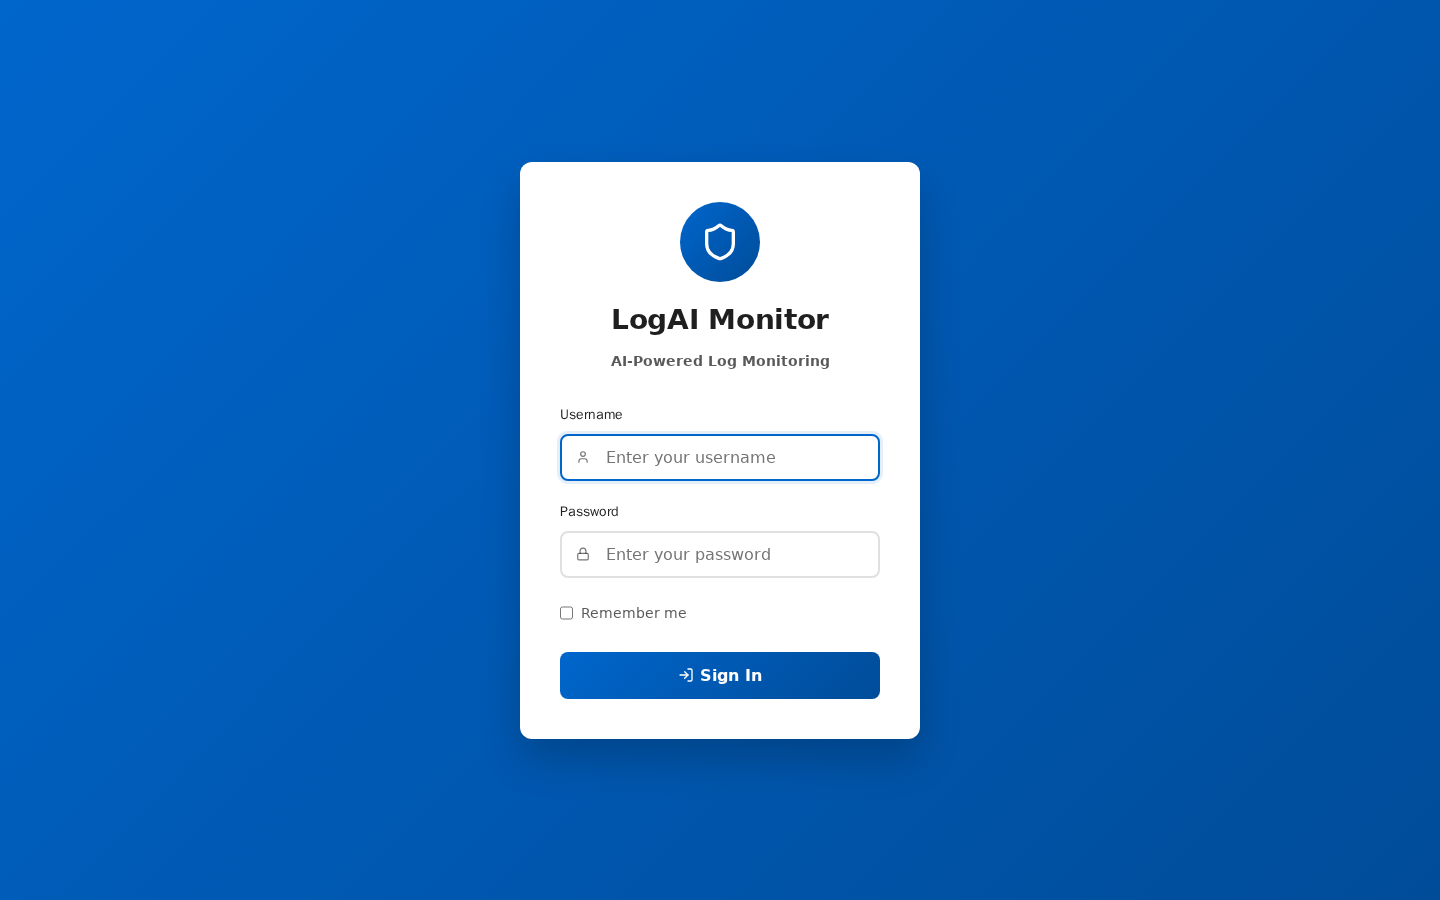 LogAI Monitor
AI-Powered Log Monitoring
Username
Enter your username
Password
Enter your password
Remember me
Sign In